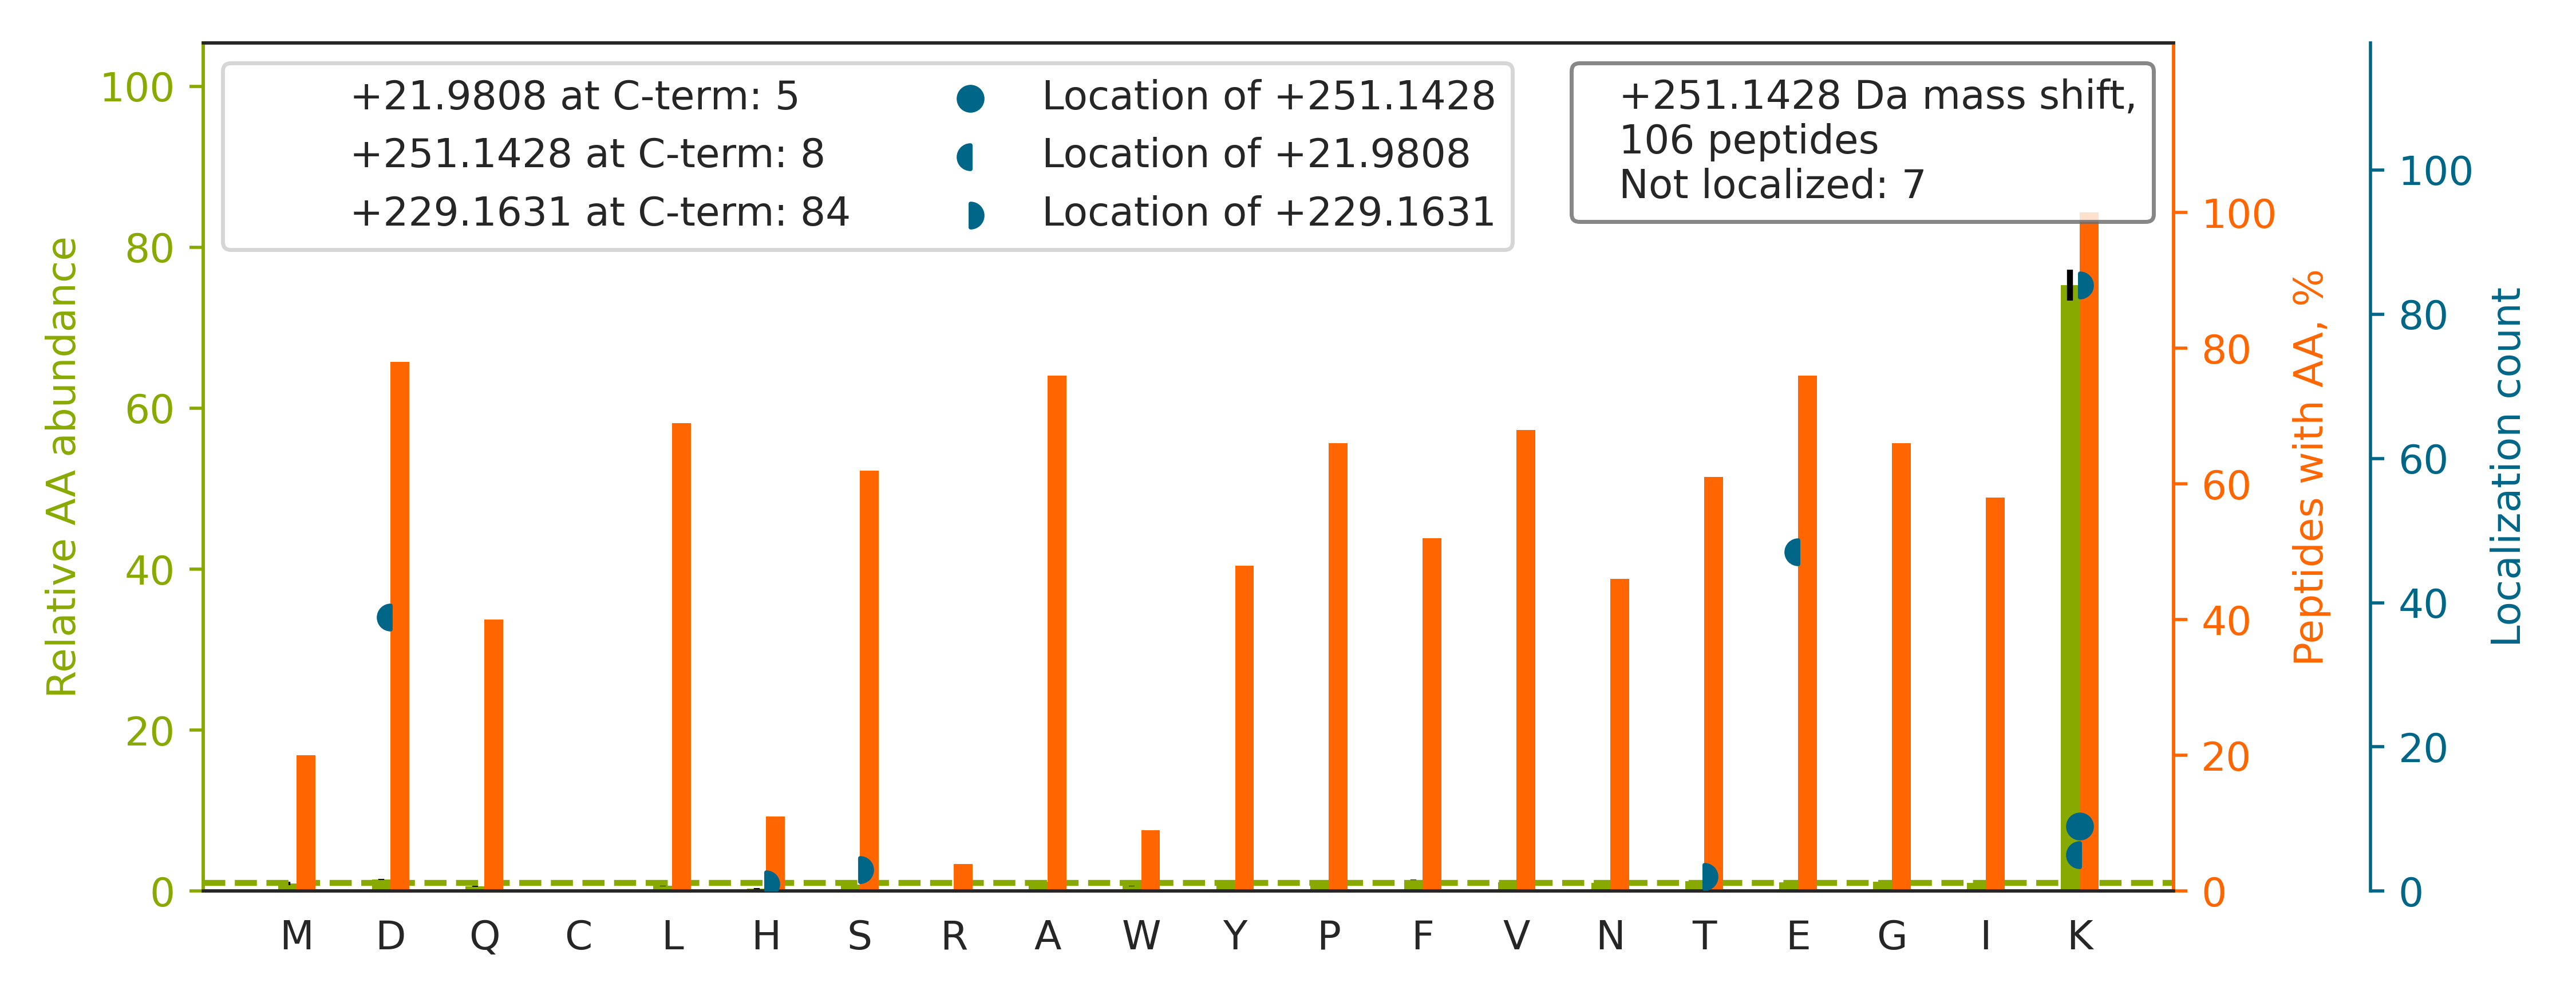 +21.9808 at C-term: 5
+251.1428 at C-term: 8
+229.1631 at C-term: 84
Location of +251.1428
Location of +21.9808
Location of +229.1631
+251.1428 Da mass shift,
106 peptides
Not localized: 7
Relative AA abundance
100
80
60
40
20
0
M D Q C L H S R A W Y P F V N T E G I K
100
80
60
40
20
0
Peptides with AA, %
100
80
60
40
20
0
Localization count